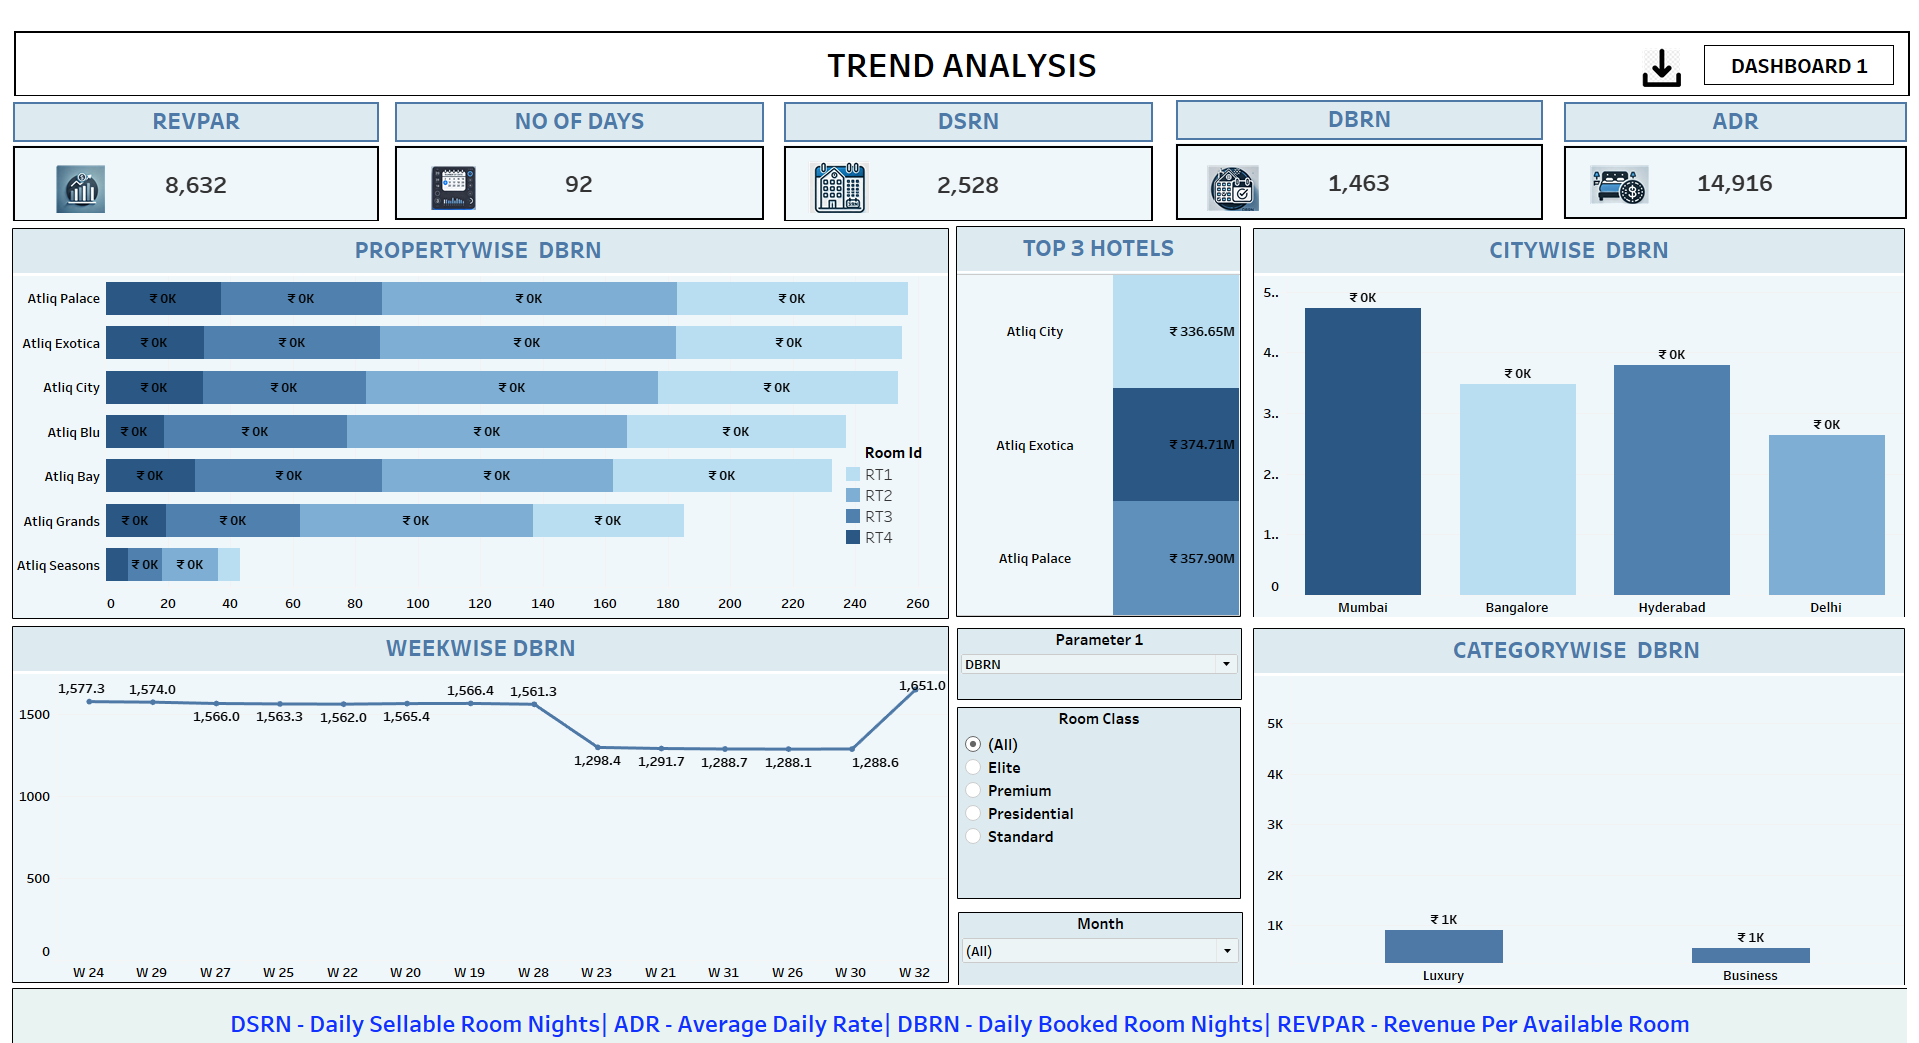 TREND ANALYSIS
DASHBOARD 1
REVPAR
NO OF DAYS
DSRN
DBRN
ADR
8,632
92
2,528
1,463
14,916
PROPERTYWISE DBRN
Atliq Palace ₹ 0K ₹ 0K ₹ 0K ₹ 0K
Atliq Exotica ₹ 0K ₹ 0K ₹ 0K ₹ 0K
Atliq City ₹ 0K ₹ 0K ₹ 0K ₹ 0K
Atliq Blu ₹ 0K ₹ 0K ₹ 0K ₹ 0K
Atliq Bay ₹ 0K ₹ 0K ₹ 0K ₹ 0K
Atliq Grands ₹ 0K ₹ 0K ₹ 0K ₹ 0K
Atliq Seasons ₹ 0K ₹ 0K
0 20 40 60 80 100 120 140 160 180 200 220 240 260
Room Id
RT1
RT2
RT3
RT4
TOP 3 HOTELS
Atliq City ₹ 336.65M
Atliq Exotica ₹ 374.71M
Atliq Palace ₹ 357.90M
CITYWISE DBRN
5..
4..
3..
2..
1..
0
₹ 0K
₹ 0K
₹ 0K
₹ 0K
Mumbai Bangalore Hyderabad Delhi
WEEKWISE DBRN
1500
1000
500
0
1,577.3 1,574.0 1,566.0 1,563.3 1,562.0 1,565.4 1,566.4 1,561.3 1,298.4 1,291.7 1,288.7 1,288.1 1,288.6 1,651.0
W 24 W 29 W 27 W 25 W 22 W 20 W 19 W 28 W 23 W 21 W 31 W 26 W 30 W 32
Parameter 1
DBRN
Room Class
(All)
Elite
Premium
Presidential
Standard
Month
(All)
CATEGORYWISE DBRN
5K
4K
3K
2K
1K
₹ 1K
₹ 1K
Luxury Business
DSRN - Daily Sellable Room Nights| ADR - Average Daily Rate| DBRN - Daily Booked Room Nights| REVPAR - Revenue Per Available Room